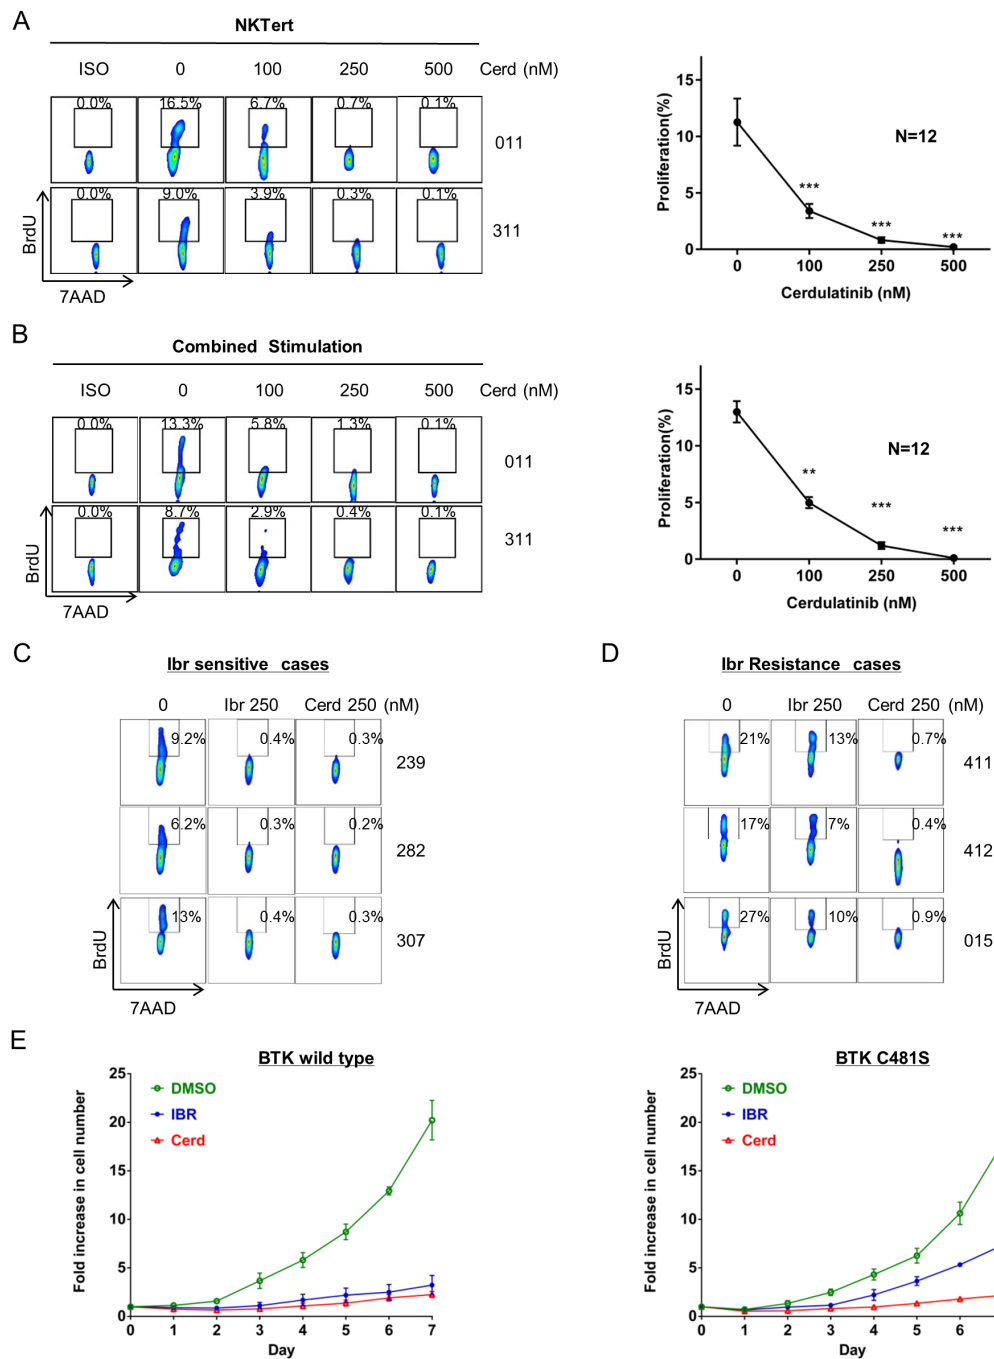 A
NKTert
ISO 0 100 250 500 Cerd (nM)
0.0% 16.5% 6.7% 0.7% 0.1%
011
0.0% 9.0% 3.9% 0.3% 0.1%
311
BrdU
7AAD
Proliferation(%)
15
10
5
0
N=12
***
***
***
0 100 250 500
Cerdulatinib (nM)
B
Combined Stimulation
ISO 0 100 250 500 Cerd (nM)
0.0% 13.3% 5.8% 1.3% 0.1%
011
0.0% 8.7% 2.9% 0.4% 0.1%
311
BrdU
7AAD
Proliferation(%)
15
10
5
0
N=12
**
***
***
0 100 250 500
Cerdulatinib (nM)
C
Ibr sensitive cases
0 Ibr 250 Cerd 250 (nM)
9.2% 0.4% 0.3%
239
6.2% 0.3% 0.2%
282
13% 0.4% 0.3%
307
BrdU
7AAD
D
Ibr Resistance cases
0 Ibr 250 Cerd 250 (nM)
21% 13% 0.7%
411
17% 7% 0.4%
412
27% 10% 0.9%
015
BrdU
7AAD
E
BTK wild type
Fold increase in cell number
25
20
15
10
5
0
DMSO
IBR
Cerd
0 1 2 3 4 5 6 7
Day
BTK C481S
Fold increase in cell number
25
20
15
10
5
0
DMSO
IBR
Cerd
0 1 2 3 4 5 6
Day